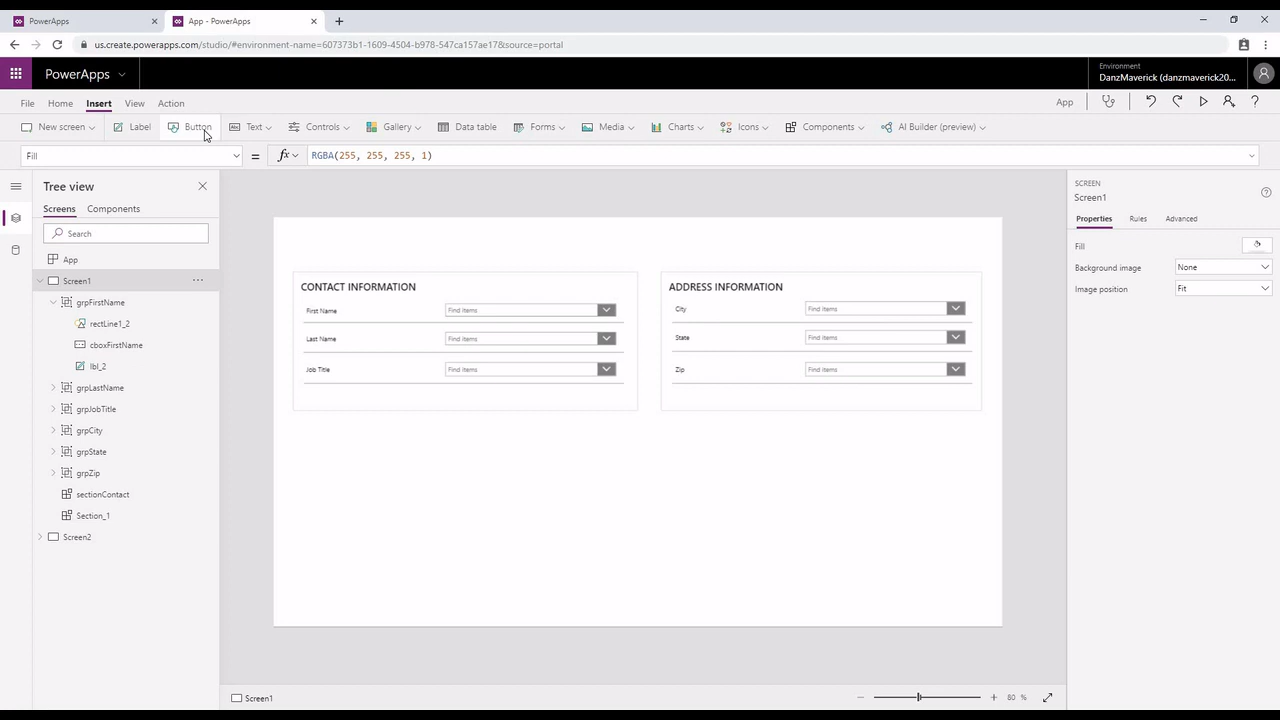 PowerApps
App - PowerApps
us.create.powerapps.com/studio/#environment-name=607373b1-1609-4504-b978-547ca157ae17&source=portal
PowerApps
Environment
DanzMaverick (danzmaverick20...
File Home Insert View Action App
New screen Label Button Text Controls Gallery Data table Forms Media Charts Icons Components AI Builder (preview)
Fill = fx RGBA(255, 255, 255, 1)
Tree view
Screens Components
Search
App
Screen1
grpFirstName
rectLine1_2
cboxFirstName
lbl_2
grpLastName
grpJobTitle
grpCity
grpState
grpZip
sectionContact
Section_1
Screen2
CONTACT INFORMATION
First Name Find items
Last Name Find items
Job Title Find items
ADDRESS INFORMATION
City Find items
State Find items
Zip Find items
SCREEN
Screen1
Properties Rules Advanced
Fill
Background image None
Image position Fit
Screen1
80 %